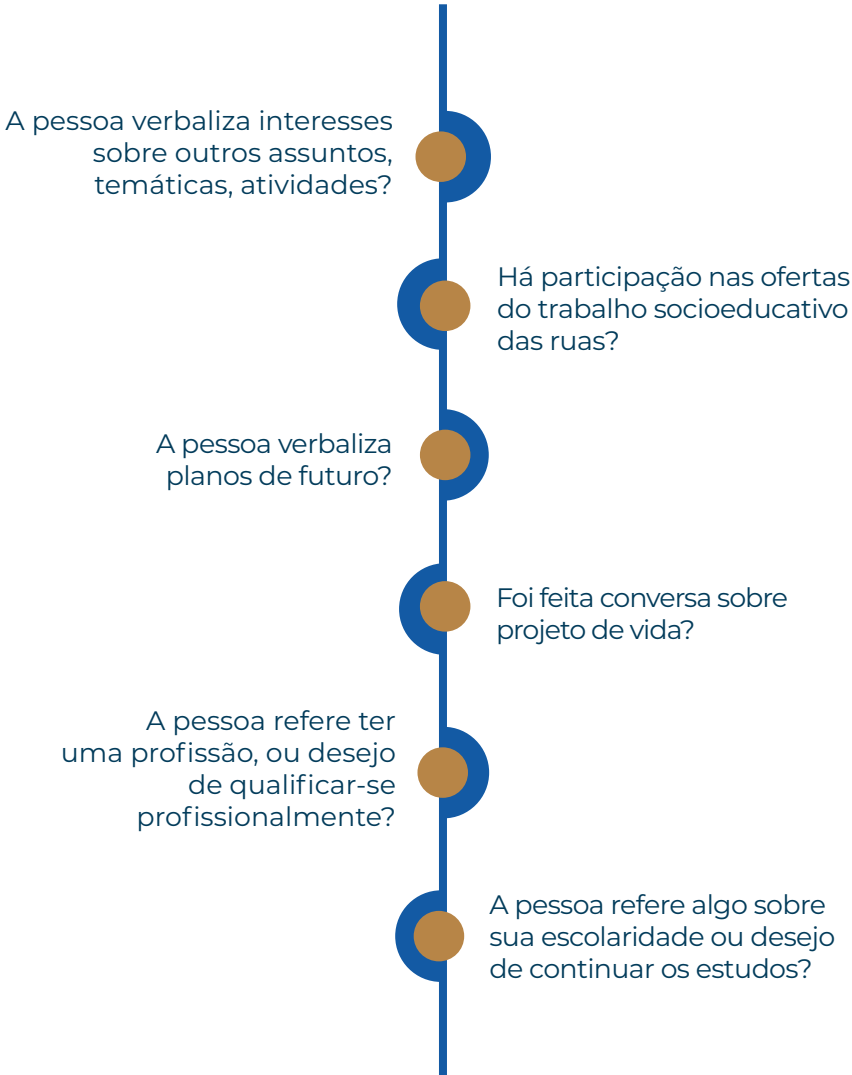 A pessoa verbaliza interesses
sobre outros assuntos,
temáticas, atividades?
Há participação nas ofertas
do trabalho socioeducativo
das ruas?
A pessoa verbaliza
planos de futuro?
Foi feita conversa sobre
projeto de vida?
A pessoa refere ter
uma profissão, ou desejo
de qualificar-se
profissionalmente?
A pessoa refere algo sobre
sua escolaridade ou desejo
de continuar os estudos?